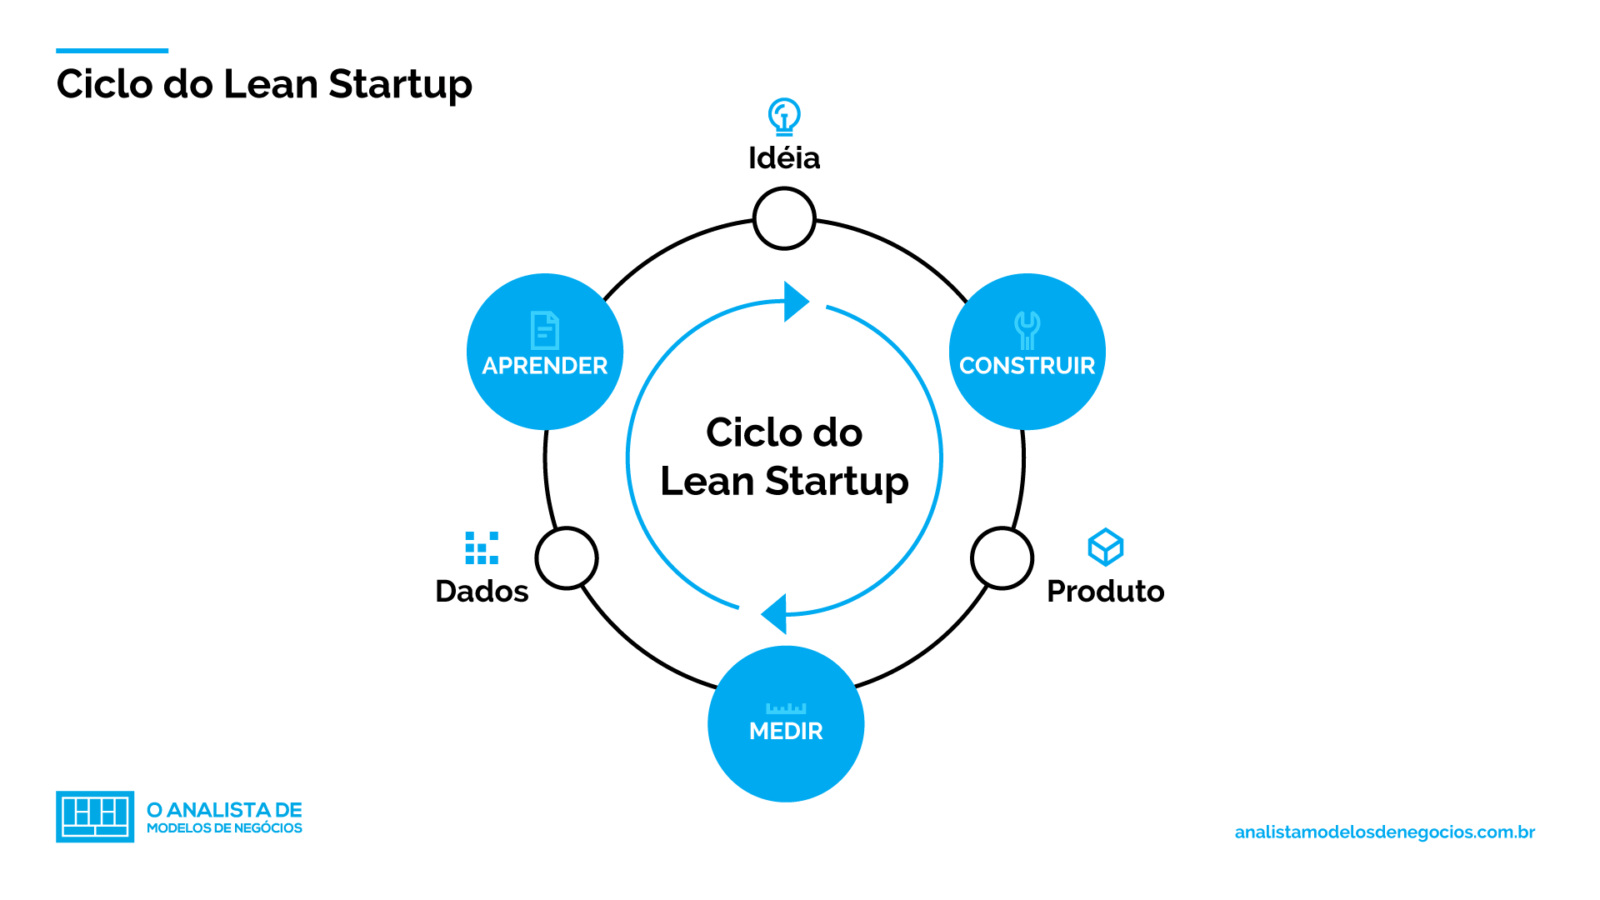 Ciclo do Lean Startup
Idéia
APRENDER
CONSTRUIR
Ciclo do
Lean Startup
Dados
Produto
MEDIR
O ANALISTA DE
MODELOS DE NEGÓCIOS
analistamodelosdenegocios.com.br